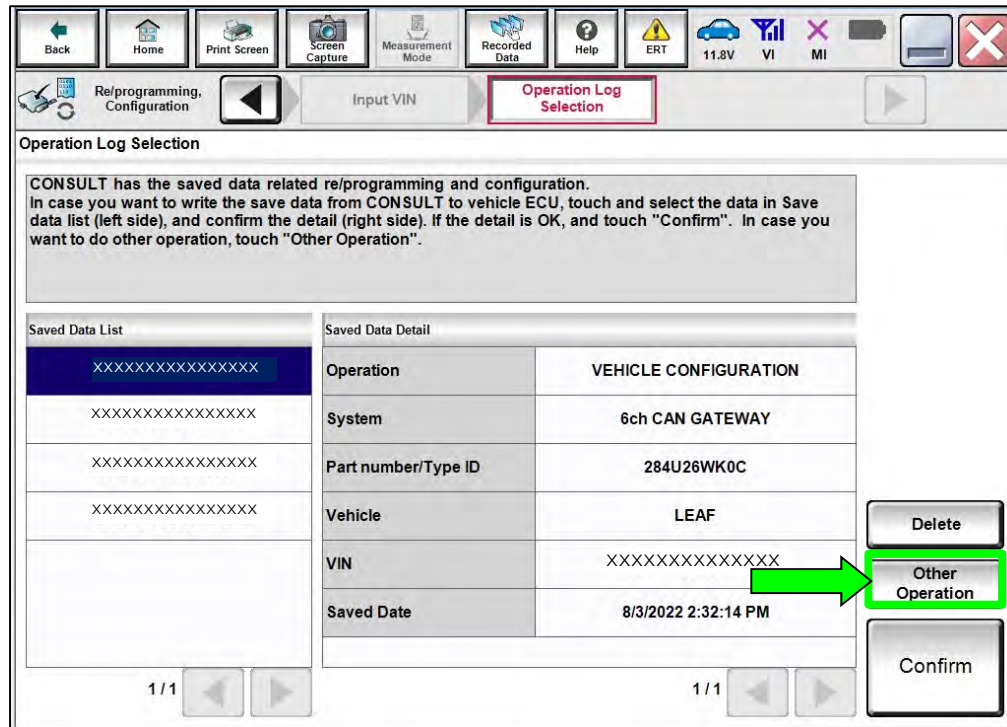 Back
Home
Print Screen
Screen
Capture
Measurement
Mode
Recorded
Data
Help
ERT
11.8V
VI
MI
Re/programming,
Configuration
Input VIN
Operation Log
Selection
Operation Log Selection
CONSULT has the saved data related re/programming and configuration.
In case you want to write the save data from CONSULT to vehicle ECU, touch and select the data in Save
data list (left side), and confirm the detail (right side). If the detail is OK, and touch "Confirm". In case you
want to do other operation, touch "Other Operation".
Saved Data List
XXXXXXXXXXXXXXXX
XXXXXXXXXXXXXXXX
XXXXXXXXXXXXXXXX
XXXXXXXXXXXXXXXX
1/1
Saved Data Detail
Operation VEHICLE CONFIGURATION
System 6ch CAN GATEWAY
Part number/Type ID 284U26WK0C
Vehicle LEAF
VIN XXXXXXXXXXXXXX
Saved Date 8/3/2022 2:32:14 PM
1/1
Delete
Other
Operation
Confirm